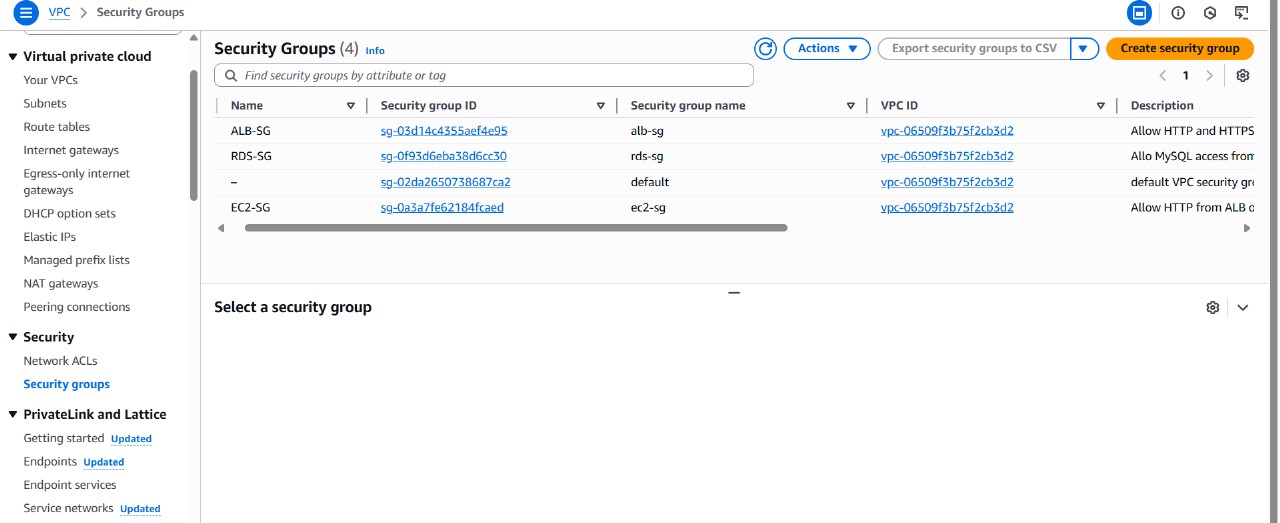 VPC > Security Groups
Virtual private cloud
Your VPCs
Subnets
Route tables
Internet gateways
Egress-only internet
gateways
DHCP option sets
Elastic IPs
Managed prefix lists
NAT gateways
Peering connections
Security
Network ACLs
Security groups
PrivateLink and Lattice
Getting started Updated
Endpoints Updated
Endpoint services
Service networks Updated
Security Groups (4) Info
Actions
Export security groups to CSV
Create security group
Find security groups by attribute or tag
1
Name Security group ID Security group name VPC ID Description
ALB-SG sg-03d14c4355aef4e95 alb-sg vpc-06509f3b75f2cb3d2 Allow HTTP and HTTPS
RDS-SG sg-0f93d6eba38d6cc30 rds-sg vpc-06509f3b75f2cb3d2 Allo MySQL access from
– sg-02da2650738687ca2 default vpc-06509f3b75f2cb3d2 default VPC security gr
EC2-SG sg-0a3a7fe62184fcaed ec2-sg vpc-06509f3b75f2cb3d2 Allow HTTP from ALB o
Select a security group